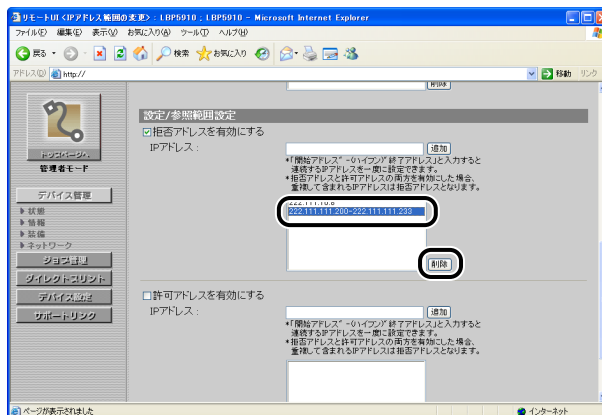 リモートUI <IPアドレス範囲の変更> : LBP5910 ; LBP5910 - Microsoft Internet Explorer
ファイル(F) 編集(E) 表示(V) お気に入り(A) ツール(T) ヘルプ(H)
戻る 検索 お気に入り
アドレス(D) http:// 移動 リンク
削除
設定/参照範囲設定
拒否アドレスを有効にする
IPアドレス : 追加
*「開始アドレス" -(ハイフン)" 終了アドレス」と入力すると
連続するIPアドレスを一度に設定できます。
*拒否アドレスと許可アドレスの両方を有効にした場合、
重複して含まれるIPアドレスは拒否アドレスとなります。
222.111.111.200-222.111.111.233
削除
許可アドレスを有効にする
IPアドレス : 追加
*「開始アドレス" -(ハイフン)" 終了アドレス」と入力すると
連続するIPアドレスを一度に設定できます。
*拒否アドレスと許可アドレスの両方を有効にした場合、
重複して含まれるIPアドレスは拒否アドレスとなります。
トップページへ
管理者モード
デバイス管理
状態
情報
装備
ネットワーク
ジョブ管理
ダイレクトプリント
デバイス設定
サポートリンク
ページが表示されました インターネット